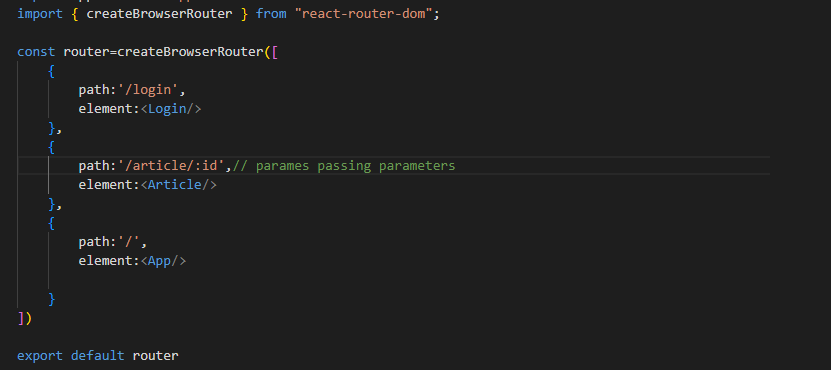 import { createBrowserRouter } from "react-router-dom";
const router=createBrowserRouter([
{
path:'/login',
element:<Login/>
},
{
path:'/article/:id',// parames passing parameters
element:<Article/>
},
{
path:'/',
element:<App/>
}
])
export default router